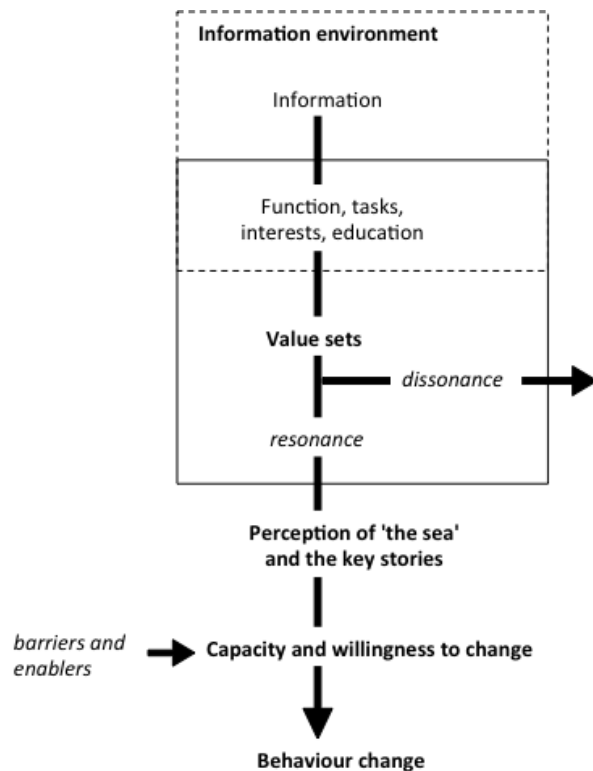 Information environment
Information
Function, tasks,
interests, education
Value sets
dissonance
resonance
Perception of 'the sea'
and the key stories
barriers and
enablers
Capacity and willingness to change
Behaviour change